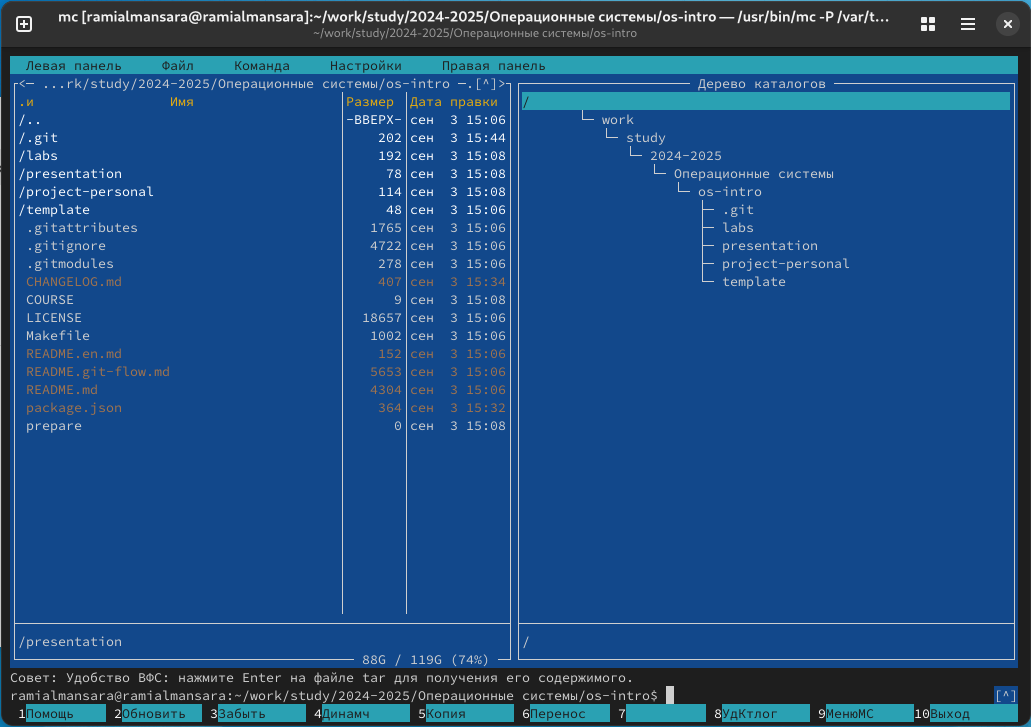 mc [ramialmansara@ramialmansara]:~/work/study/2024-2025/Операционные системы/os-intro — /usr/bin/mc -P /var/t…
~/work/study/2024-2025/Операционные системы/os-intro
Левая панель Файл Команда Настройки Правая панель
<— ...rk/study/2024-2025/Операционные системы/os-intro —.[^]>
.и Имя Размер Дата правки
/.. -ВВЕРХ- сен 3 15:06
/.git 202 сен 3 15:44
/labs 192 сен 3 15:08
/presentation 78 сен 3 15:08
/project-personal 114 сен 3 15:08
/template 48 сен 3 15:06
.gitattributes 1765 сен 3 15:06
.gitignore 4722 сен 3 15:06
.gitmodules 278 сен 3 15:06
CHANGELOG.md 407 сен 3 15:34
COURSE 9 сен 3 15:08
LICENSE 18657 сен 3 15:06
Makefile 1002 сен 3 15:06
README.en.md 152 сен 3 15:06
README.git-flow.md 5653 сен 3 15:06
README.md 4304 сен 3 15:06
package.json 364 сен 3 15:32
prepare 0 сен 3 15:08
/presentation
88G / 119G (74%)
Дерево каталогов
/
work
study
2024-2025
Операционные системы
os-intro
.git
labs
presentation
project-personal
template
/
Совет: Удобство ВФС: нажмите Enter на файле tar для получения его содержимого.
ramialmansara@ramialmansara:~/work/study/2024-2025/Операционные системы/os-intro$ [^]
1Помощь 2Обновить 3Забыть 4Динамч 5Копия 6Перенос 7 8УдКтлог 9МенюMC 10Выход